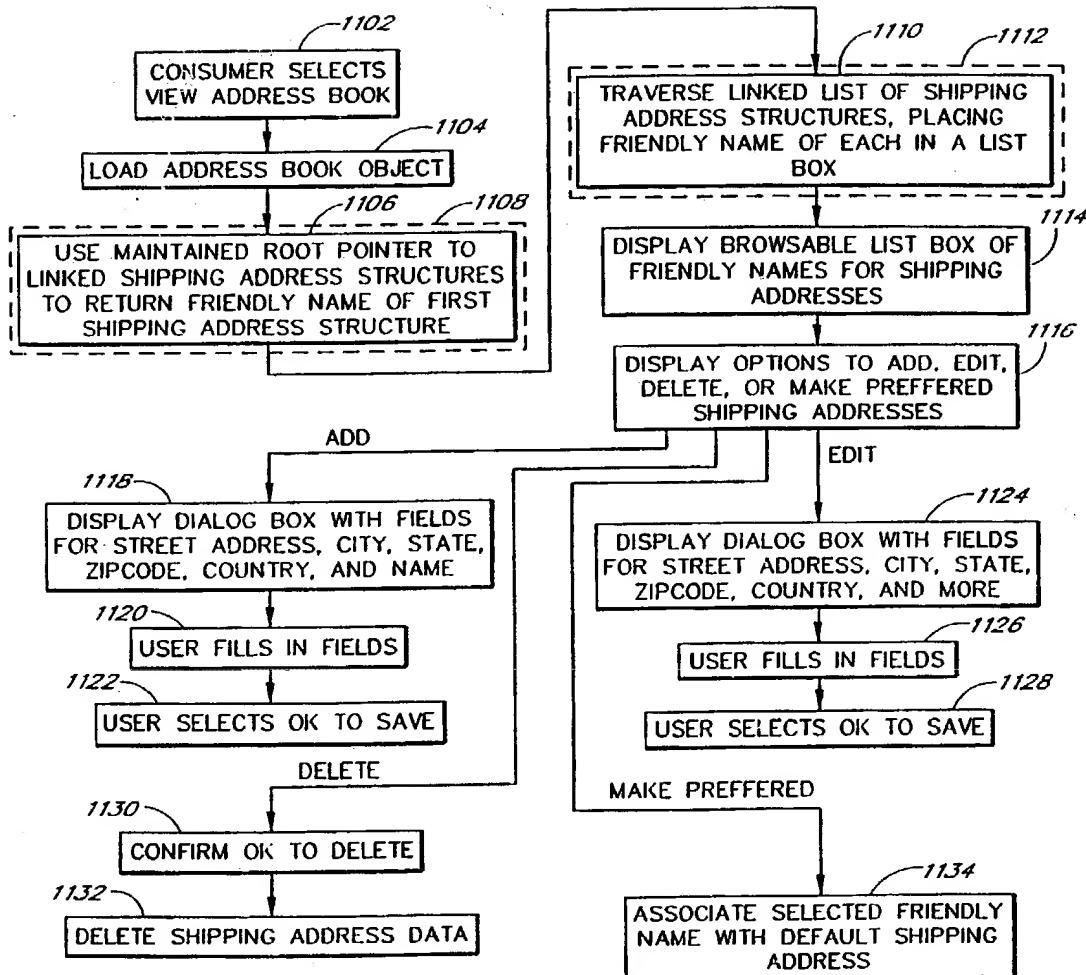 1102
CONSUMER SELECTS
VIEW ADDRESS BOOK
1104
LOAD ADDRESS BOOK OBJECT
1106
1108
USE MAINTAINED ROOT POINTER TO
LINKED SHIPPING ADDRESS STRUCTURES
TO RETURN FRIENDLY NAME OF FIRST
SHIPPING ADDRESS STRUCTURE
1110
1112
TRAVERSE LINKED LIST OF SHIPPING
ADDRESS STRUCTURES, PLACING
FRIENDLY NAME OF EACH IN A LIST
BOX
1114
DISPLAY BROWSABLE LIST BOX OF
FRIENDLY NAMES FOR SHIPPING
ADDRESSES
1116
DISPLAY OPTIONS TO ADD, EDIT,
DELETE, OR MAKE PREFFERED
SHIPPING ADDRESSES
ADD
1118
DISPLAY DIALOG BOX WITH FIELDS
FOR STREET ADDRESS, CITY, STATE,
ZIPCODE, COUNTRY, AND NAME
1120
USER FILLS IN FIELDS
1122
USER SELECTS OK TO SAVE
EDIT
1124
DISPLAY DIALOG BOX WITH FIELDS
FOR STREET ADDRESS, CITY, STATE,
ZIPCODE, COUNTRY, AND MORE
1126
USER FILLS IN FIELDS
1128
USER SELECTS OK TO SAVE
DELETE
1130
CONFIRM OK TO DELETE
1132
DELETE SHIPPING ADDRESS DATA
MAKE PREFFERED
1134
ASSOCIATE SELECTED FRIENDLY
NAME WITH DEFAULT SHIPPING
ADDRESS